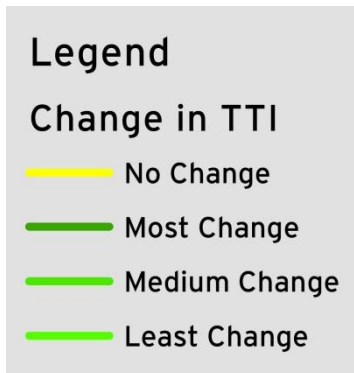 Legend
Change in TTI
No Change
Most Change
Medium Change
Least Change